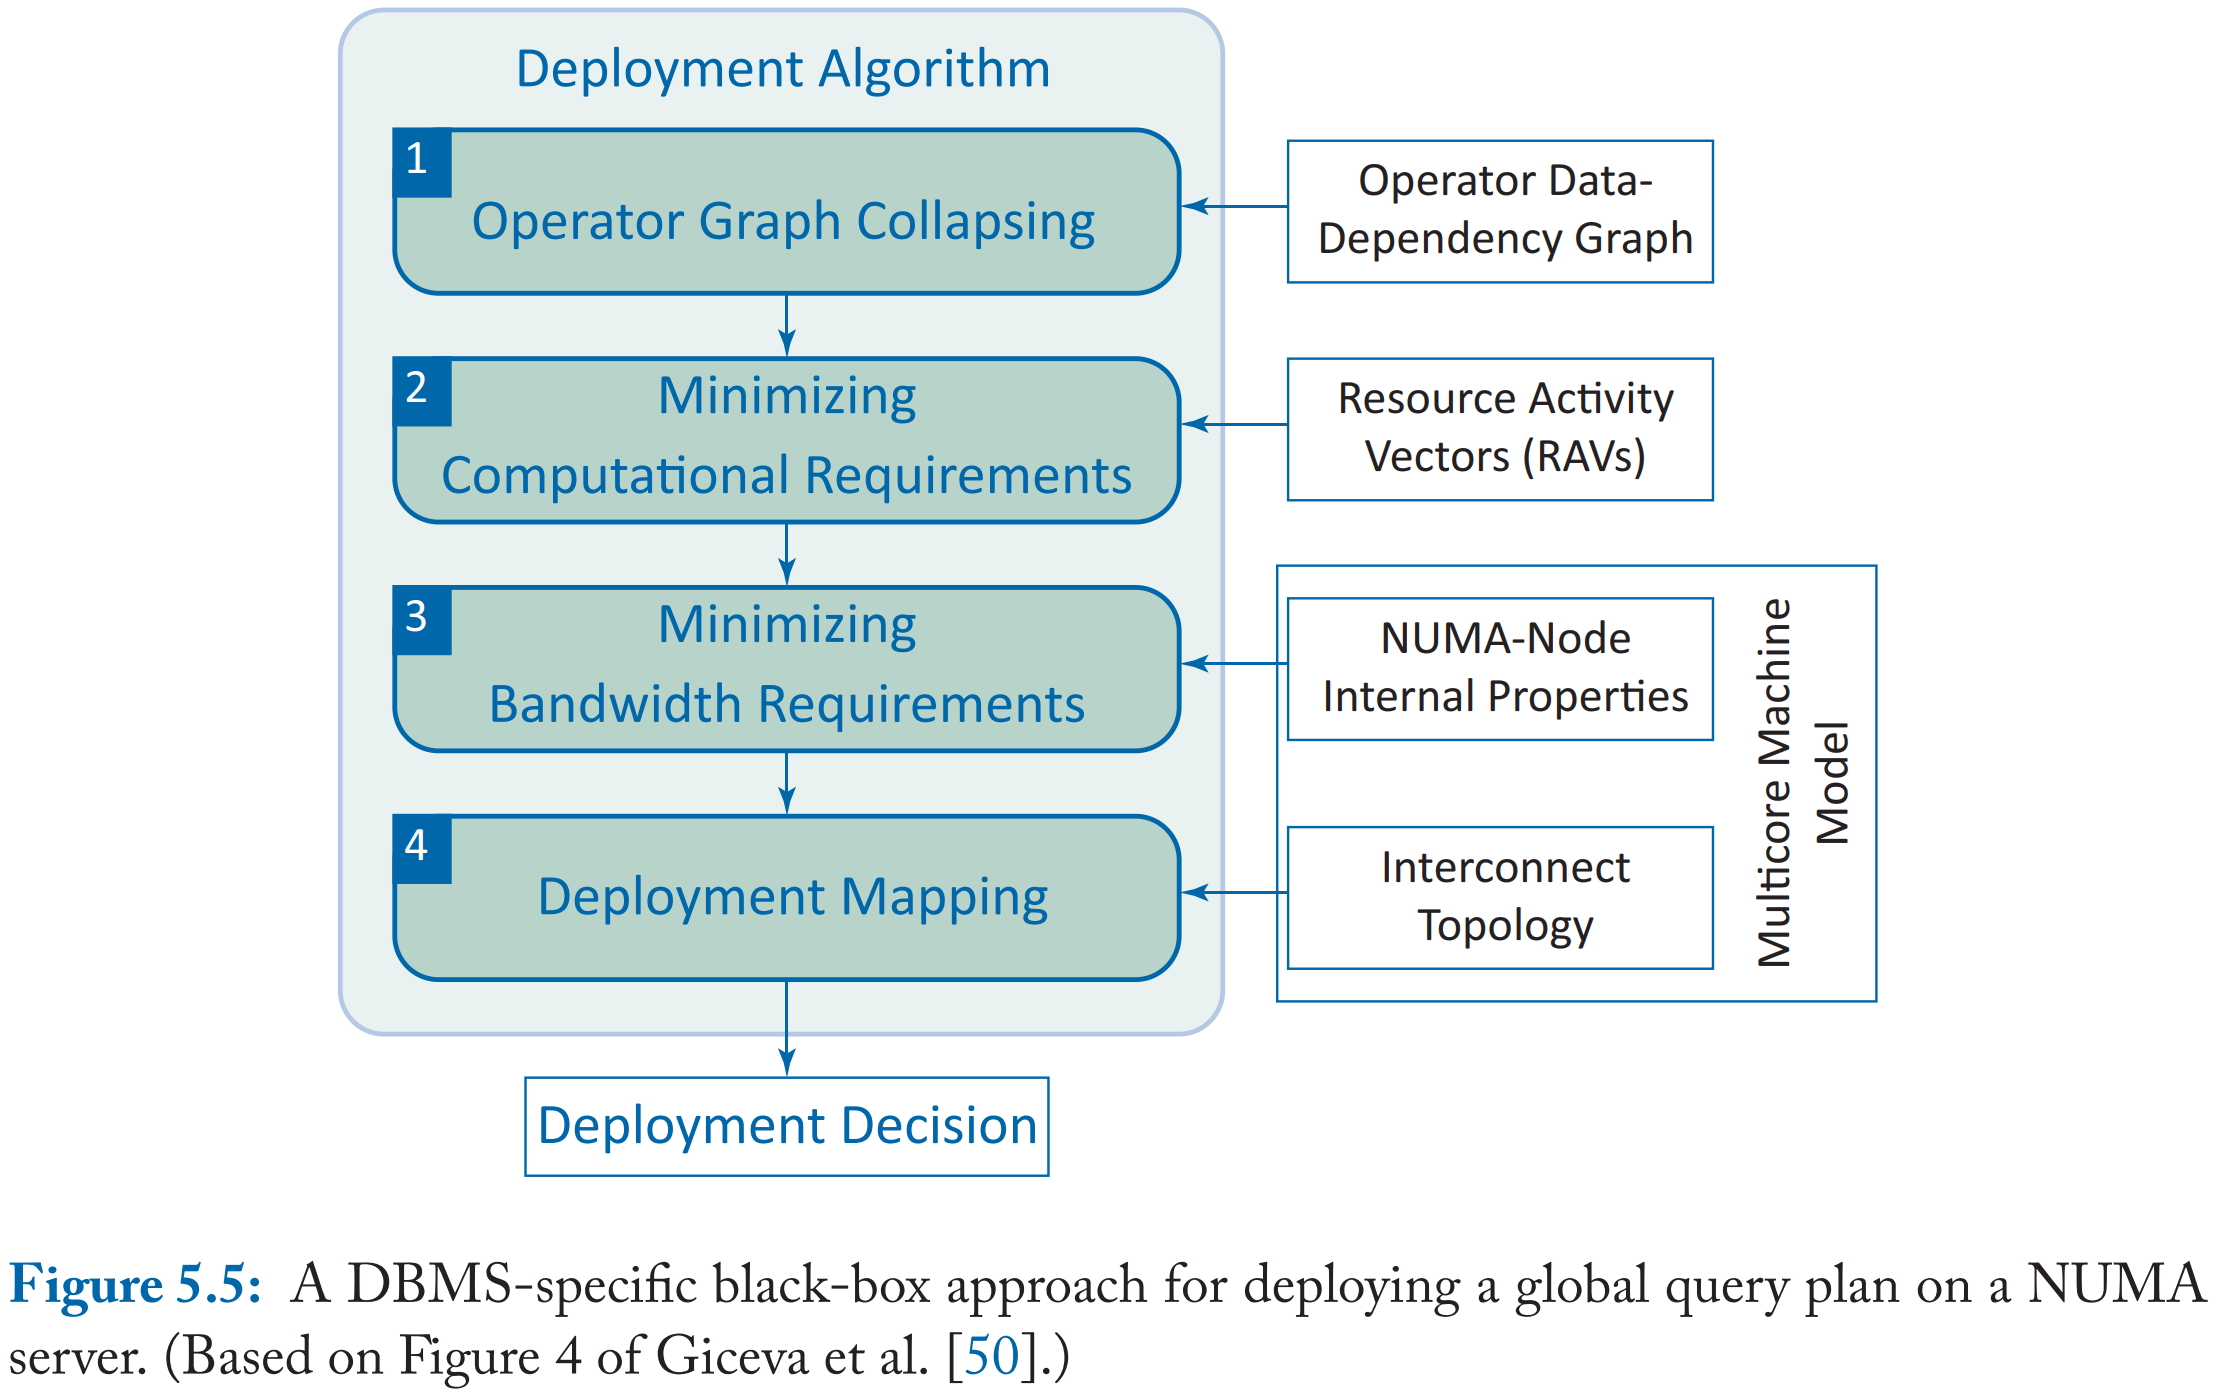 Deployment Algorithm
1
Operator Graph Collapsing
Operator Data-
Dependency Graph
2
Minimizing
Computational Requirements
Resource Activity
Vectors (RAVs)
3
Minimizing
Bandwidth Requirements
NUMA-Node
Internal Properties
4
Deployment Mapping
Interconnect
Topology
Multicore Machine
Model
Deployment Decision
Figure 5.5: A DBMS-specific black-box approach for deploying a global query plan on a NUMA
server. (Based on Figure 4 of Giceva et al. [50].)